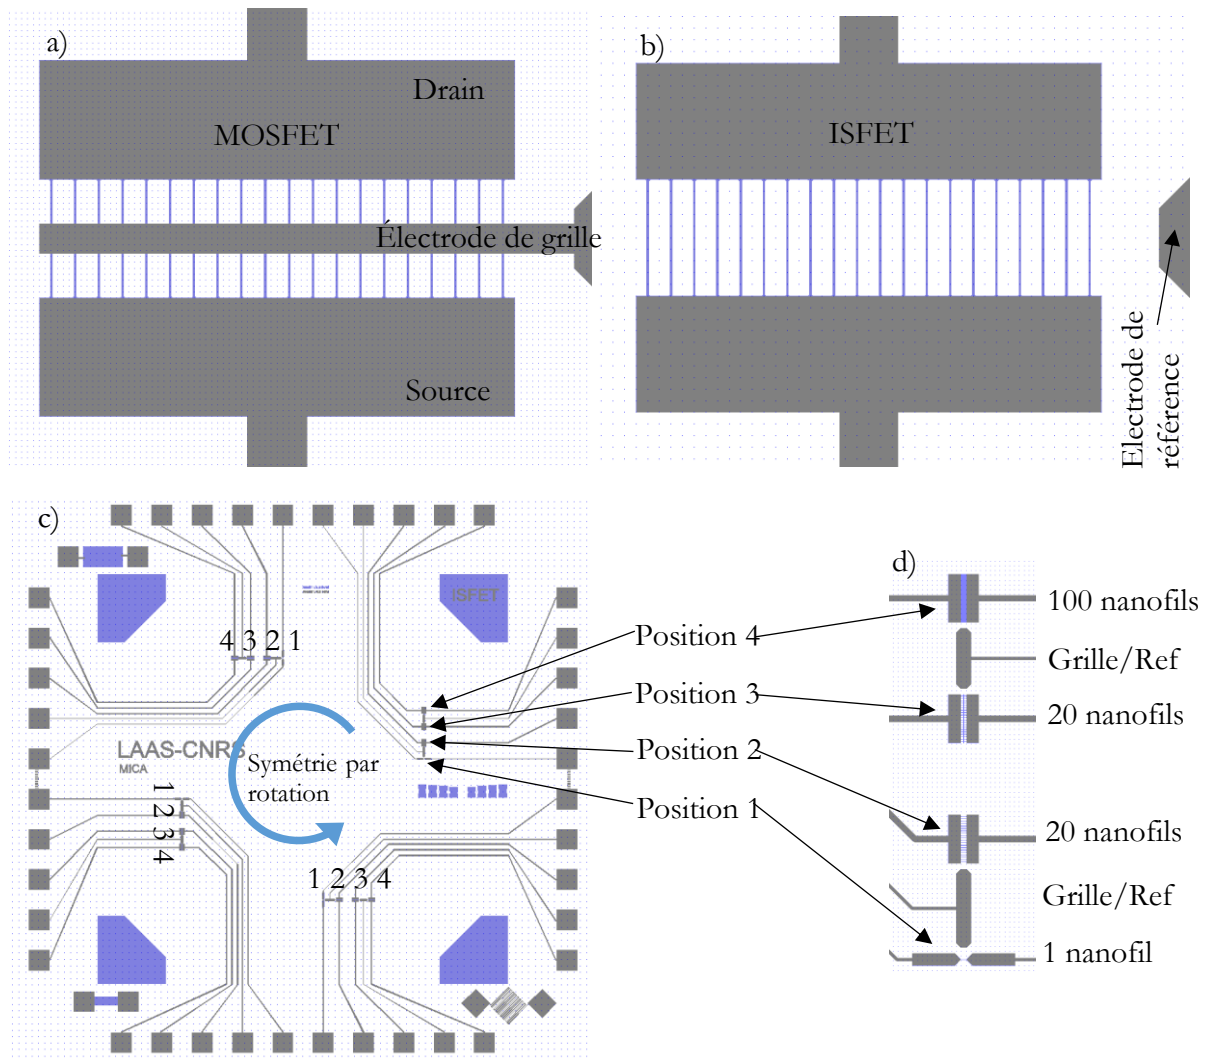 a)
Drain
MOSFET
Électrode de grille
Source
b)
ISFET
Electrode de
référence
c)
ISFET
4 3 2 1
LAAS-CNRS
MICA
Symétrie par
rotation
1 2 3 4
1 2 3 4
Position 4
Position 3
Position 2
Position 1
d)
100 nanofils
Grille/Ref
20 nanofils
20 nanofils
Grille/Ref
1 nanofil